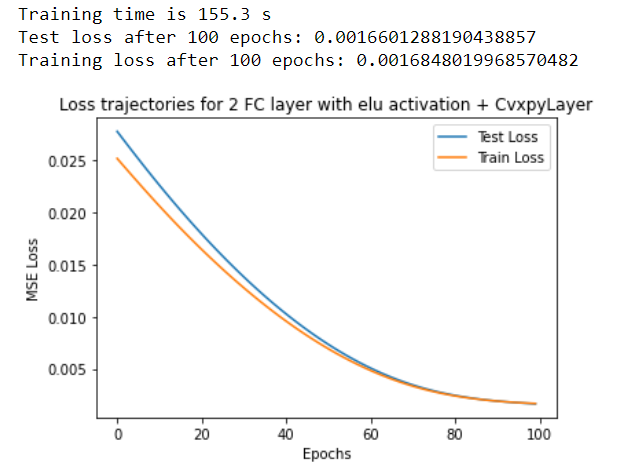 Training time is 155.3 s
Test loss after 100 epochs: 0.0016601288190438857
Training loss after 100 epochs: 0.0016848019968570482
Loss trajectories for 2 FC layer with elu activation + CvxpyLayer
Test Loss
Train Loss
MSE Loss
0.025
0.020
0.015
0.010
0.005
0 20 40 60 80 100
Epochs